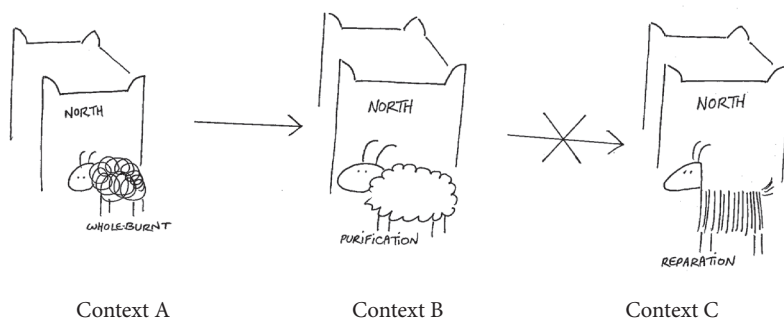 NORTH
WHOLE-BURNT
NORTH
PURIFICATION
NORTH
REPARATION
Context A
Context B
Context C